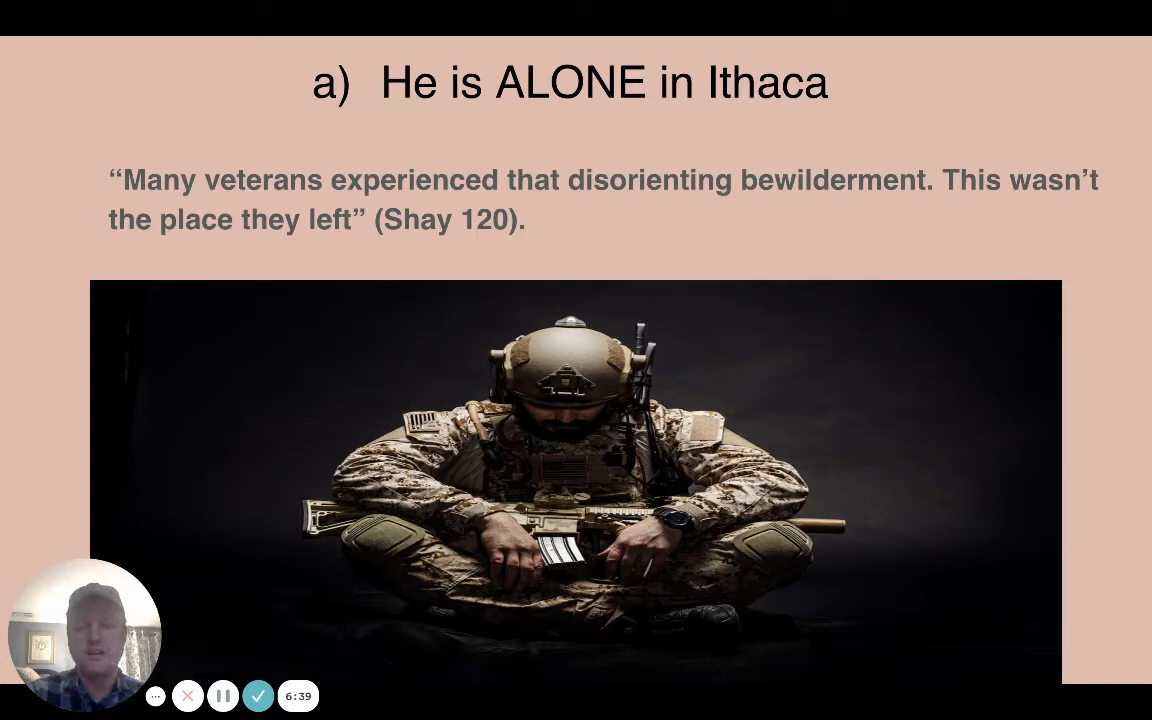 a) He is ALONE in Ithaca
“Many veterans experienced that disorienting bewilderment. This wasn’t
the place they left” (Shay 120).
6:39